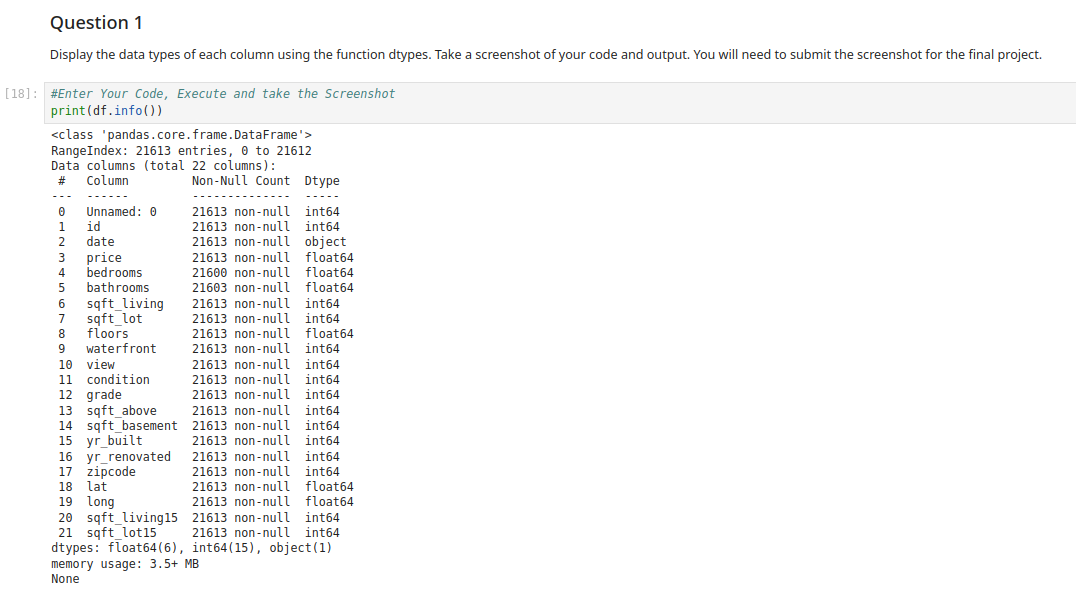 Question 1
Display the data types of each column using the function dtypes. Take a screenshot of your code and output. You will need to submit the screenshot for the final project.
[18]: #Enter Your Code, Execute and take the Screenshot
print(df.info())
<class 'pandas.core.frame.DataFrame'>
RangeIndex: 21613 entries, 0 to 21612
Data columns (total 22 columns):
 #   Column         Non-Null Count  Dtype
---  ------         --------------  -----
 0   Unnamed: 0     21613 non-null  int64
 1   id             21613 non-null  int64
 2   date           21613 non-null  object
 3   price          21613 non-null  float64
 4   bedrooms       21600 non-null  float64
 5   bathrooms      21603 non-null  float64
 6   sqft_living    21613 non-null  int64
 7   sqft_lot       21613 non-null  int64
 8   floors         21613 non-null  float64
 9   waterfront     21613 non-null  int64
 10  view           21613 non-null  int64
 11  condition      21613 non-null  int64
 12  grade          21613 non-null  int64
 13  sqft_above     21613 non-null  int64
 14  sqft_basement  21613 non-null  int64
 15  yr_built       21613 non-null  int64
 16  yr_renovated   21613 non-null  int64
 17  zipcode        21613 non-null  int64
 18  lat            21613 non-null  float64
 19  long           21613 non-null  float64
 20  sqft_living15  21613 non-null  int64
 21  sqft_lot15     21613 non-null  int64
dtypes: float64(6), int64(15), object(1)
memory usage: 3.5+ MB
None